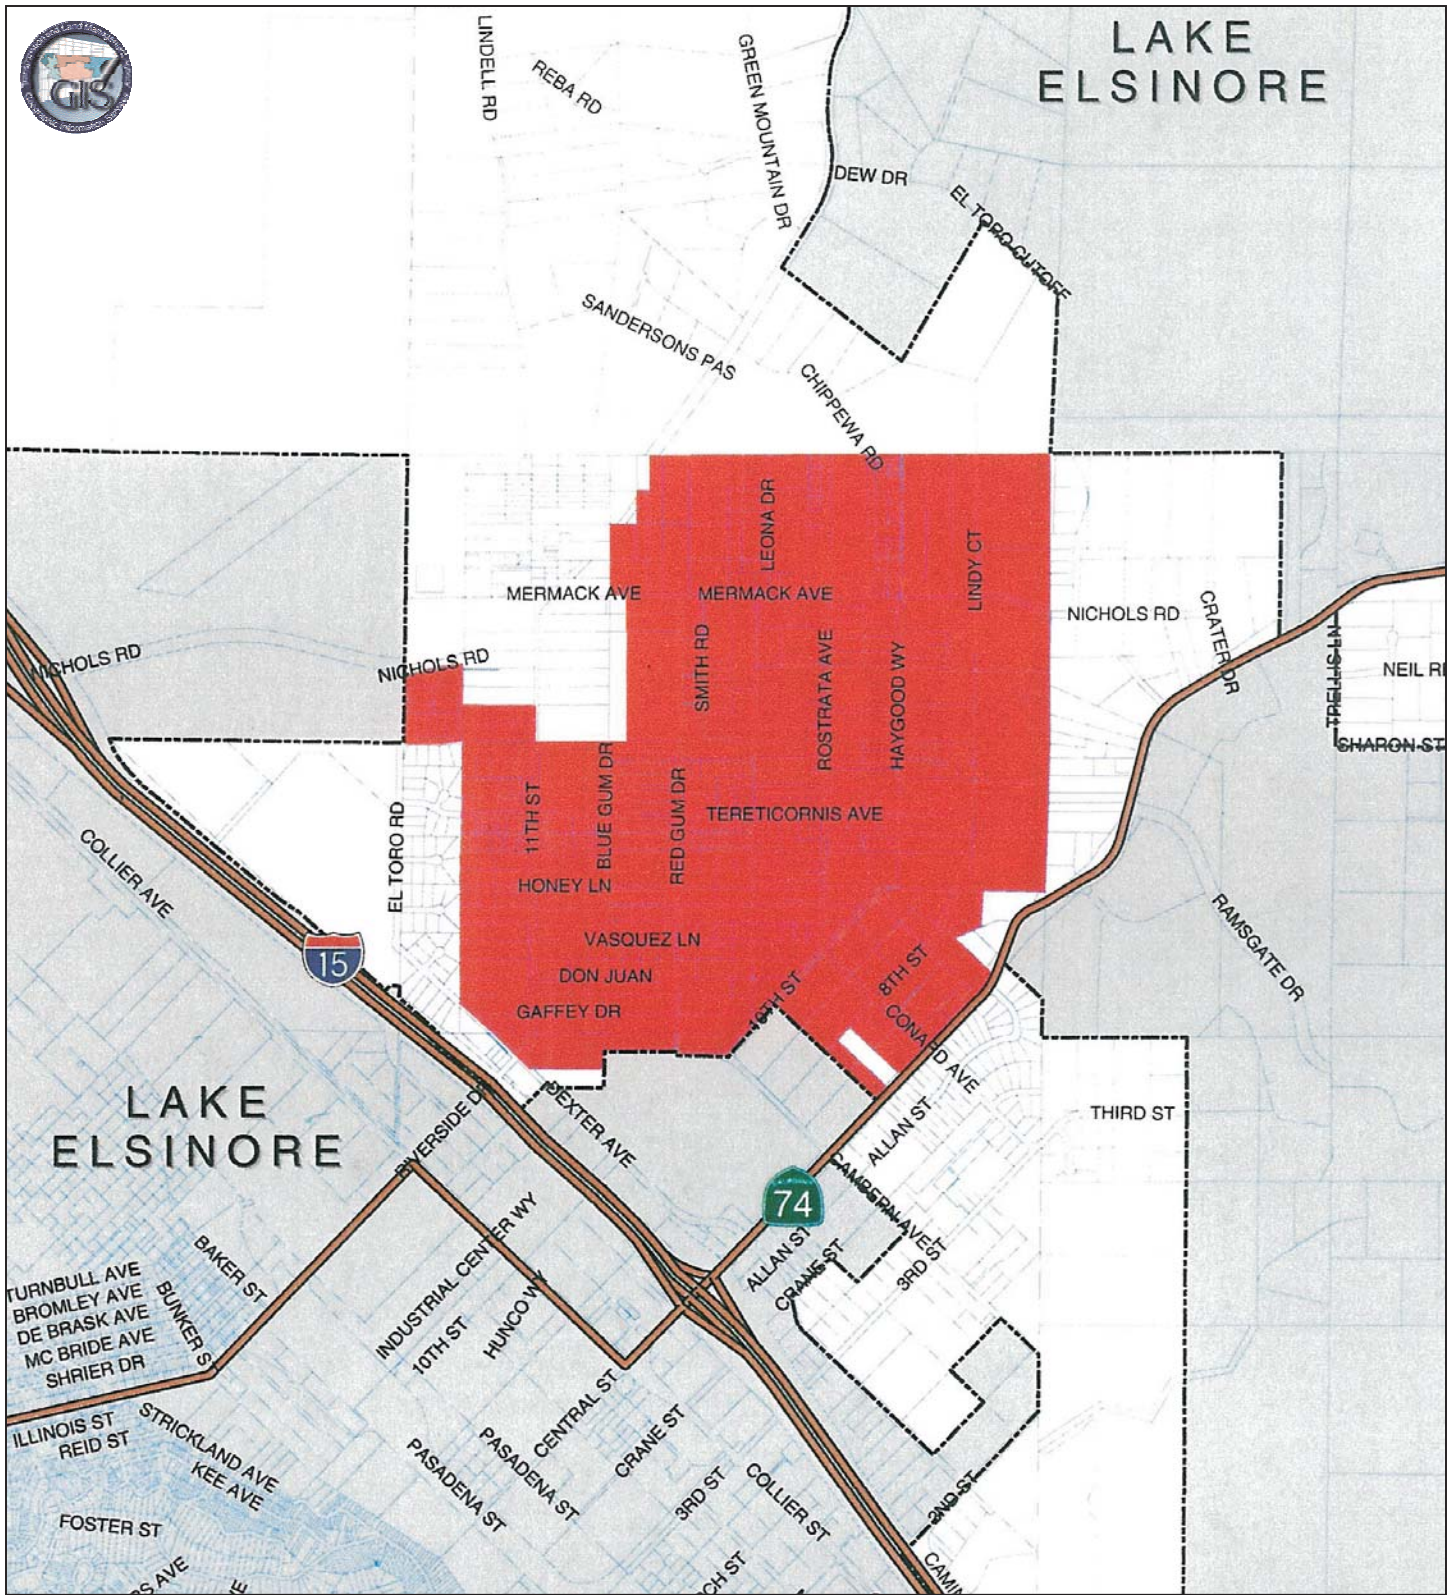 LAKE
ELSINORE
GIS
LINDELL RD
REBA RD
GREEN MOUNTAIN DR
DEW DR
EL TORO CUTOFF
SANDERSONS PAS
CHIPPEWA RD
LEONA DR
LINDY CT
MERMACK AVE
MERMACK AVE
NICHOLS RD
CRATER DR
SMITH RD
ROSTRATA AVE
HAYGOOD WY
TRELLIS LN
NEIL R
NICHOLS RD
NICHOLS RD
SHARON ST
11TH ST
BLUE GUM DR
RED GUM DR
TERETICORNIS AVE
EL TORO RD
COLLIER AVE
HONEY LN
RAMSGATE DR
15
VASQUEZ LN
DON JUAN
8TH ST
GAFFEY DR
10TH ST
CONARD AVE
LAKE
ELSINORE
RIVERSIDE DR
DEXTER AVE
ALLAN ST
THIRD ST
74
CAMBERN AVE
ALLAN ST
CRANE ST
3RD ST
BAKER ST
INDUSTRIAL CENTER WY
TURNBULL AVE
BROMLEY AVE
DE BRASK AVE
MC BRIDE AVE
SHRIER DR
BUNKER ST
10TH ST
HUNCO WY
ILLINOIS ST
REID ST
STRICKLAND AVE
KEE AVE
CENTRAL ST
CRANE ST
PASADENA ST
PASADENA ST
3RD ST
COLLIER ST
2ND ST
FOSTER ST
RS AVE
CH ST
CAMIN